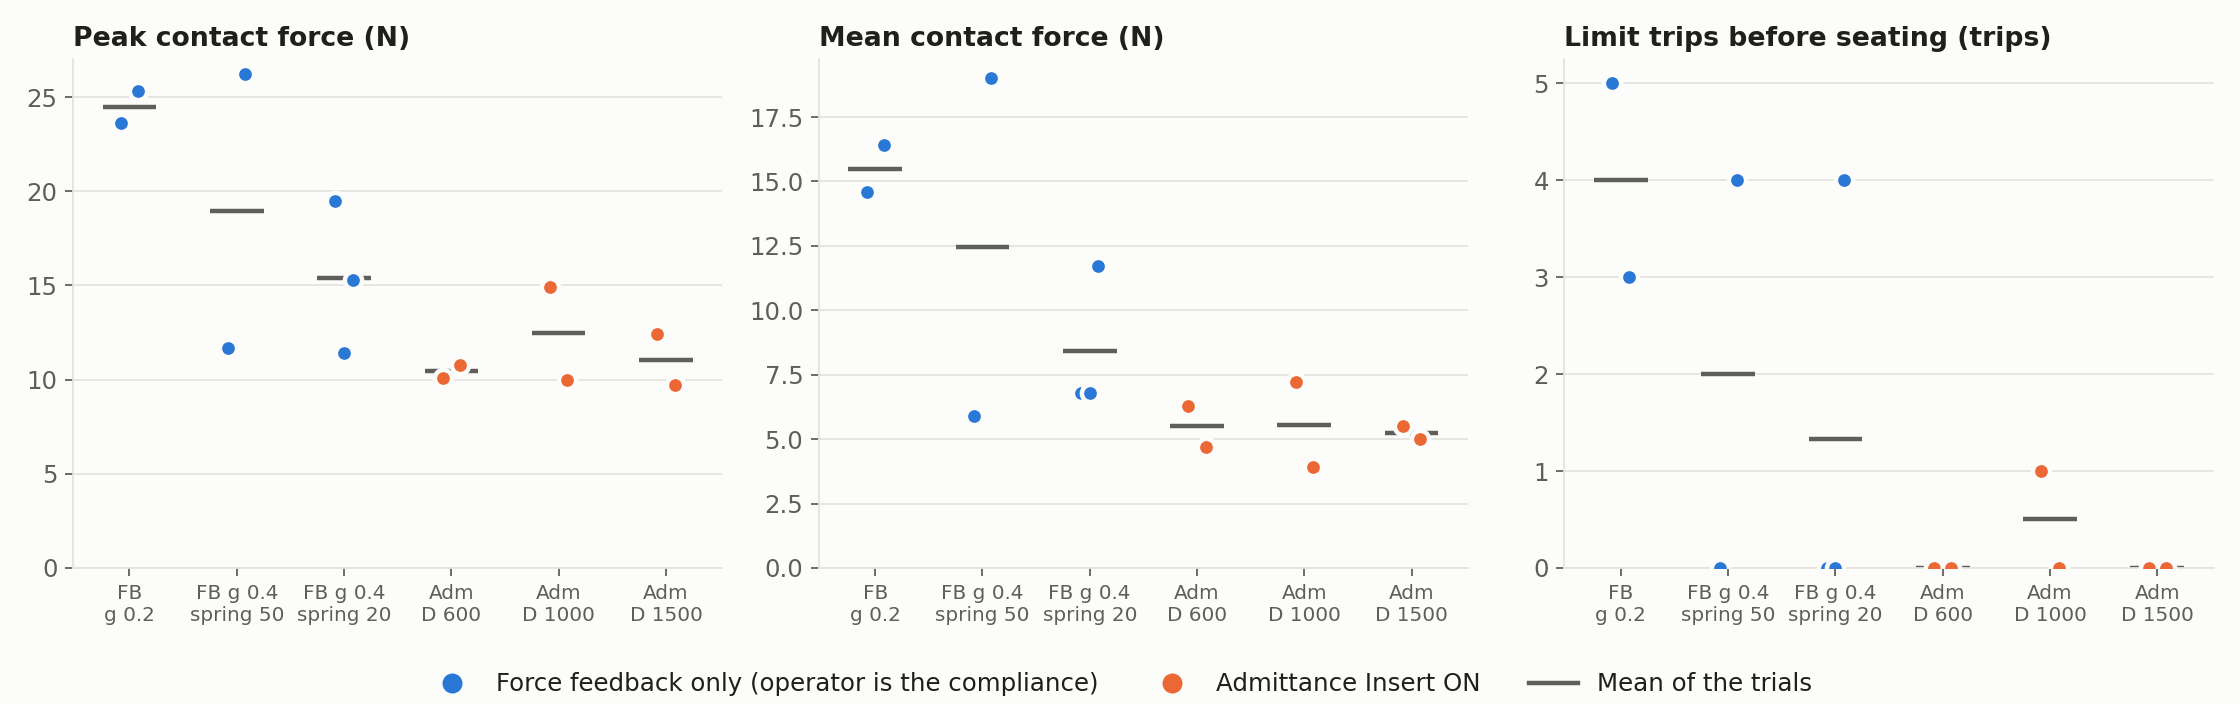 Peak contact force (N)
25
20
15
10
5
0
FB
g 0.2
FB g 0.4
spring 50
FB g 0.4
spring 20
Adm
D 600
Adm
D 1000
Adm
D 1500
Mean contact force (N)
17.5
15.0
12.5
10.0
7.5
5.0
2.5
0.0
FB
g 0.2
FB g 0.4
spring 50
FB g 0.4
spring 20
Adm
D 600
Adm
D 1000
Adm
D 1500
Limit trips before seating (trips)
5
4
3
2
1
0
FB
g 0.2
FB g 0.4
spring 50
FB g 0.4
spring 20
Adm
D 600
Adm
D 1000
Adm
D 1500
Force feedback only (operator is the compliance)
Admittance Insert ON
Mean of the trials